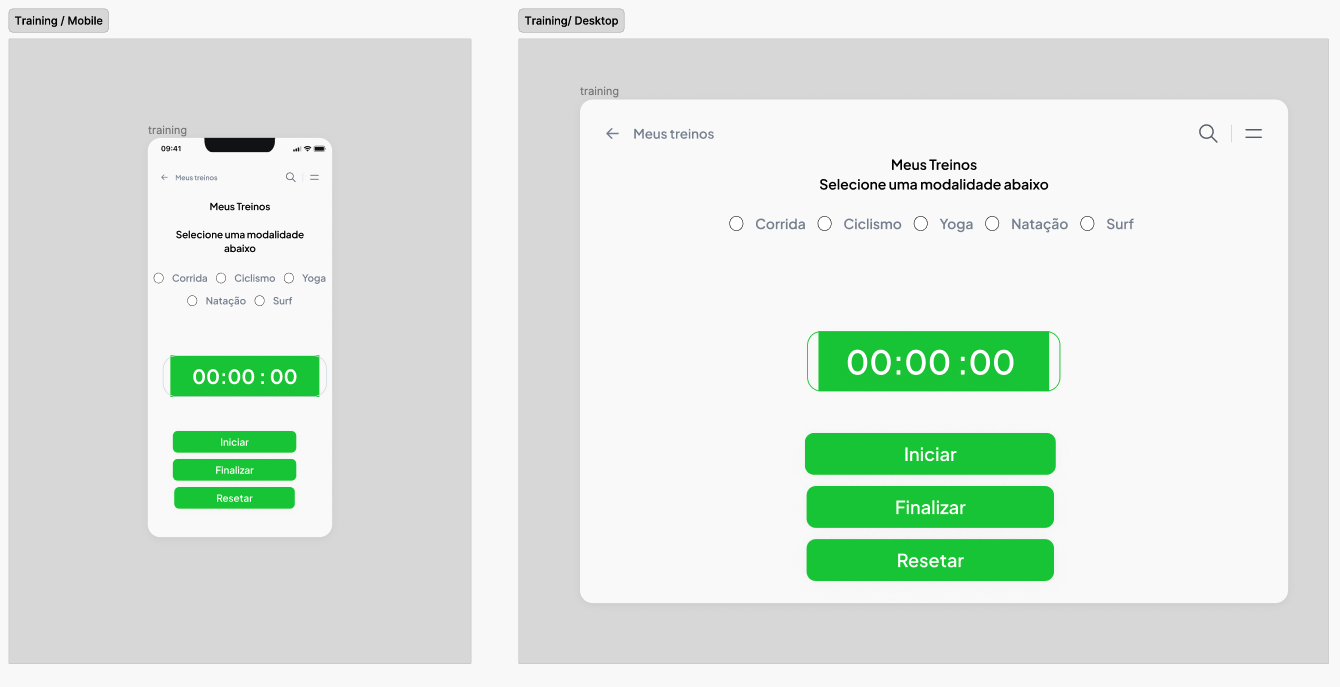 Training / Mobile
training
09:41
Meus treinos
Meus Treinos
Selecione uma modalidade
abaixo
Corrida Ciclismo Yoga
Natação Surf
00:00 : 00
Iniciar
Finalizar
Resetar
Training/ Desktop
training
Meus treinos
Meus Treinos
Selecione uma modalidade abaixo
Corrida Ciclismo Yoga Natação Surf
00:00 :00
Iniciar
Finalizar
Resetar